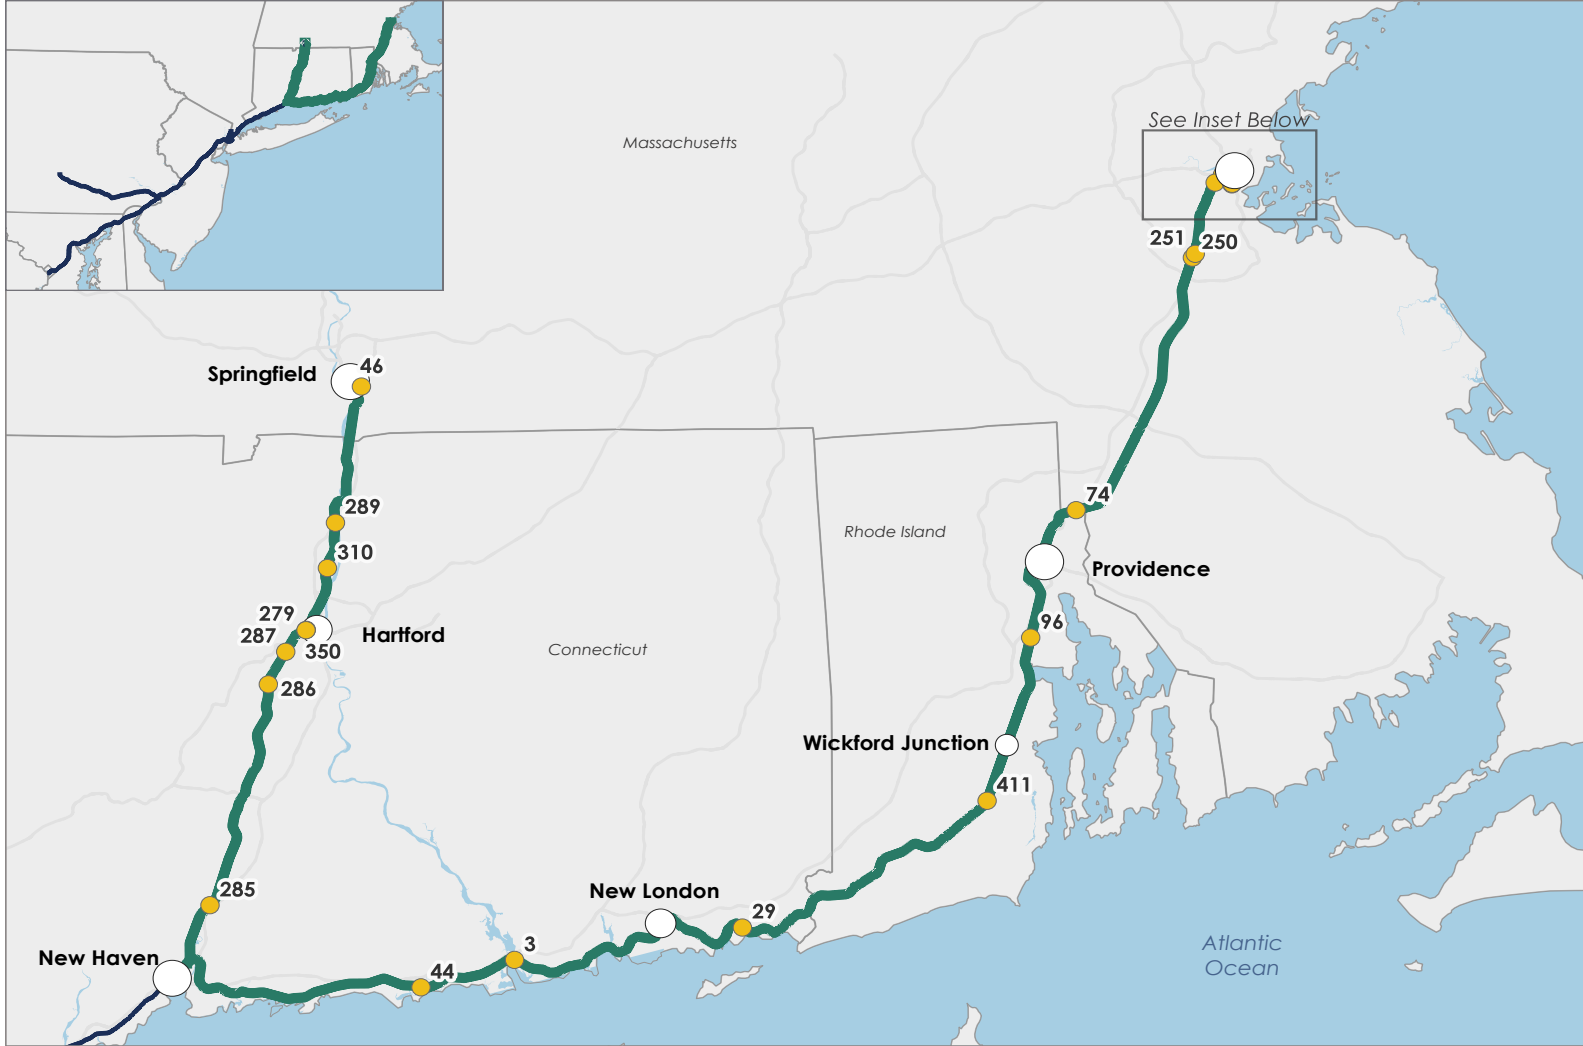 See Inset Below
Massachusetts
251
250
Springfield
46
289
74
310
Rhode Island
Providence
279
287
Hartford
350
96
Connecticut
286
Wickford Junction
411
285
New London
29
New Haven
3
44
Atlantic
Ocean